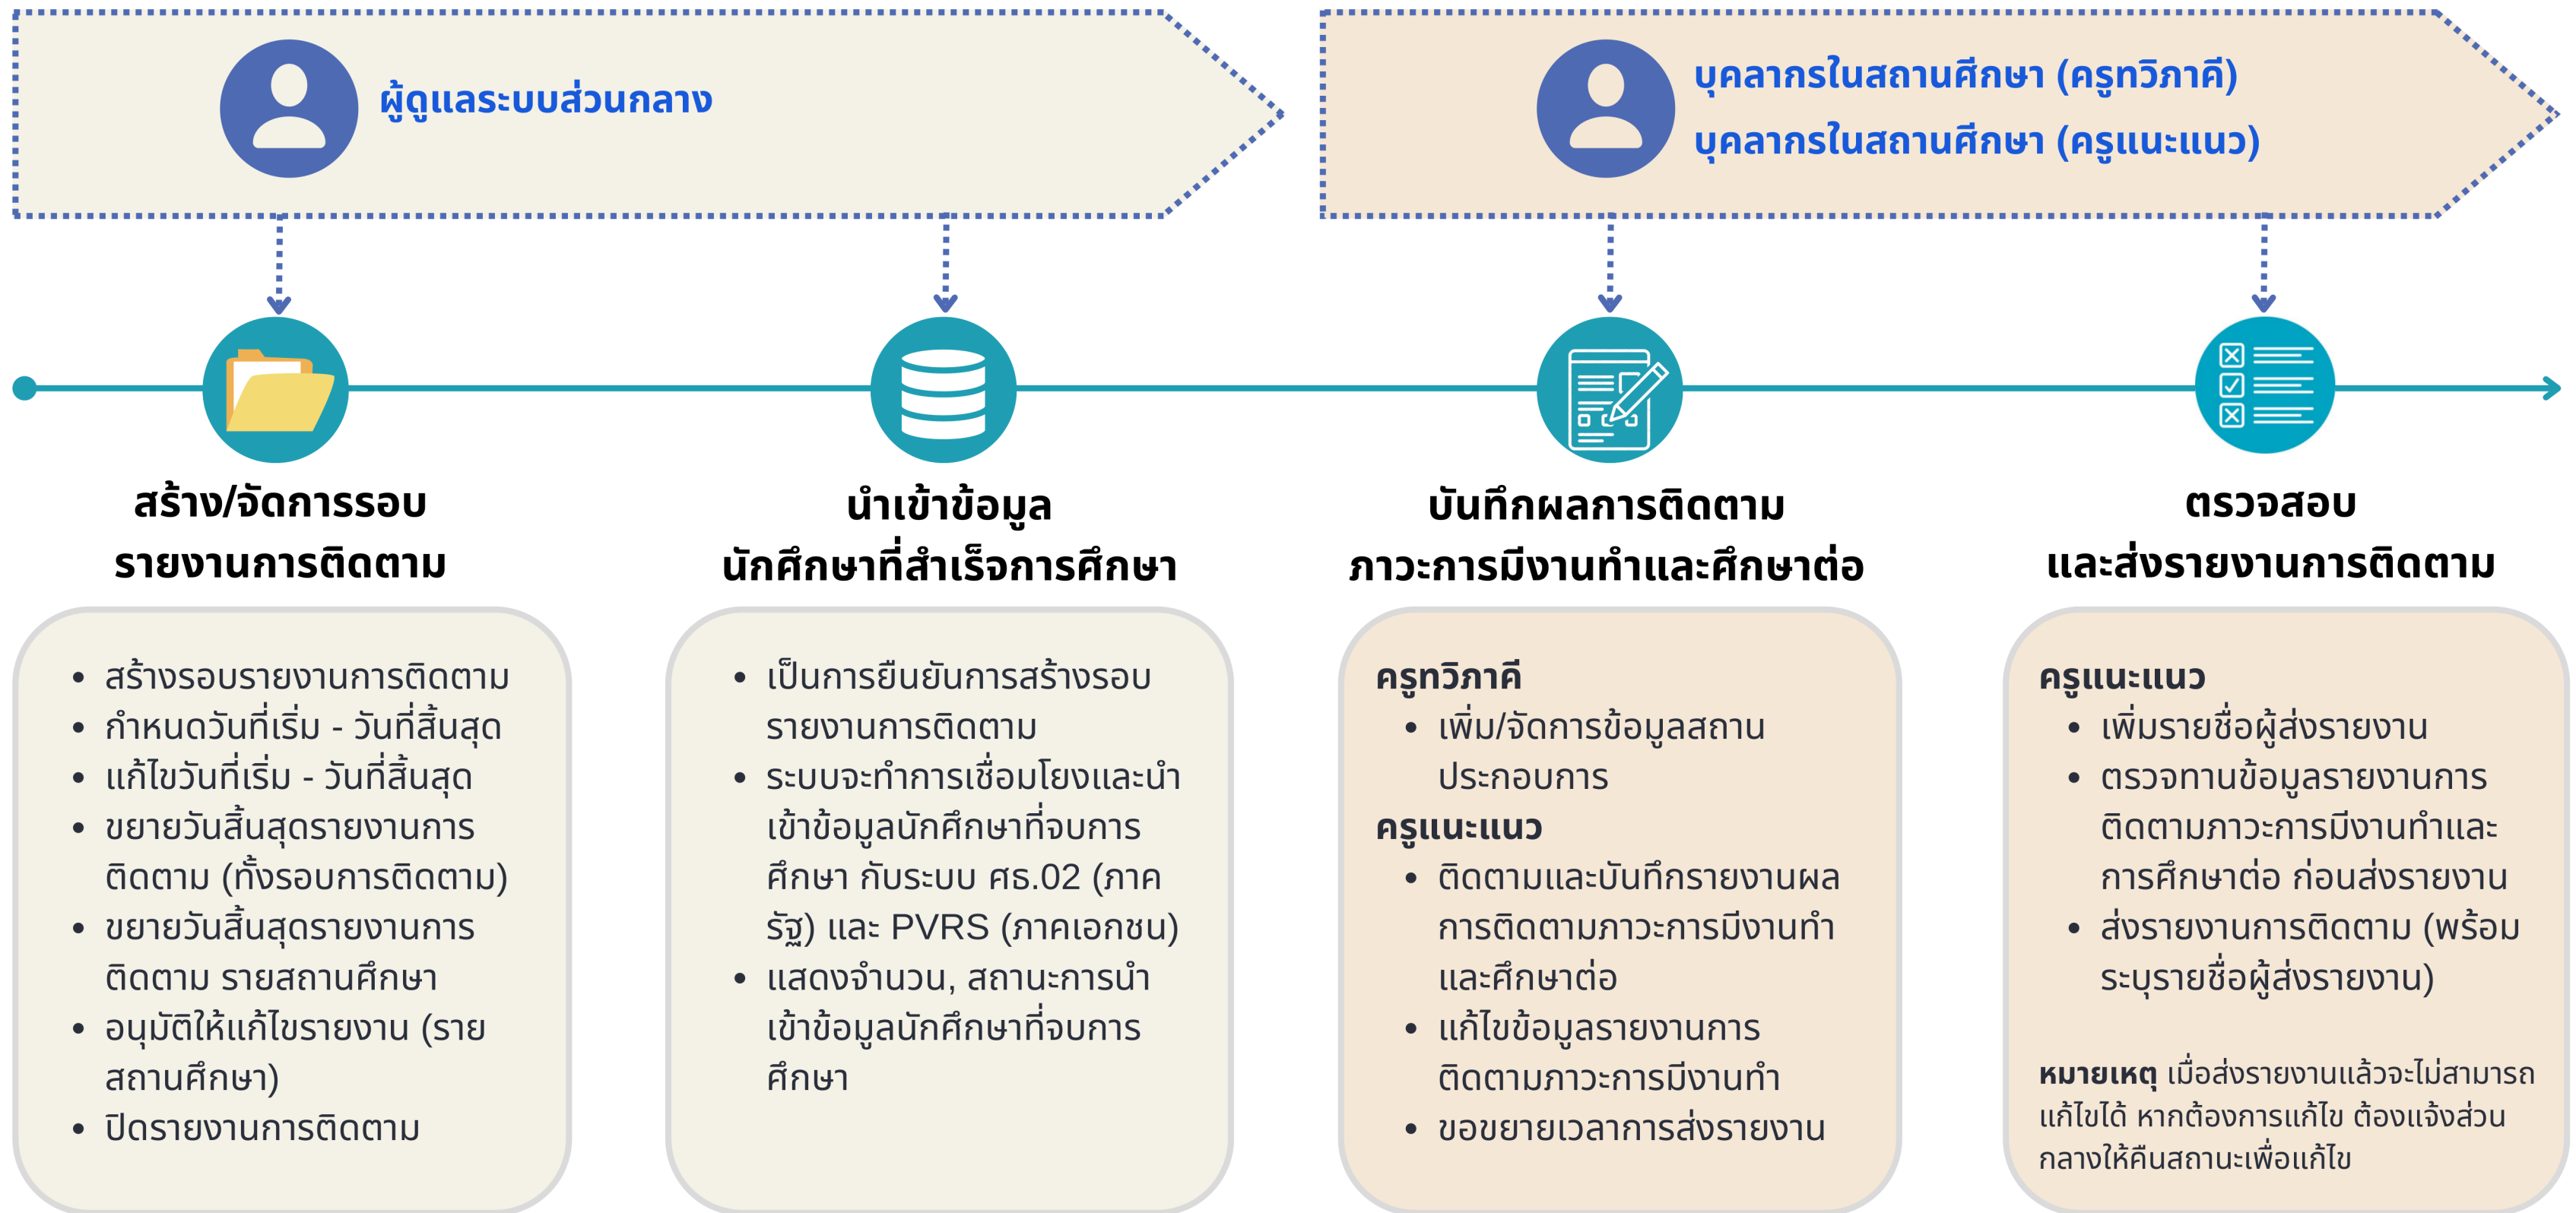 ผู้ดูแลระบบส่วนกลาง
บุคลากรในสถานศึกษา (ครูทวิภาคี)
บุคลากรในสถานศึกษา (ครูแนะแนว)
สร้าง/จัดการรอบ
รายงานการติดตาม
นำเข้าข้อมูล
นักศึกษาที่สำเร็จการศึกษา
บันทึกผลการติดตาม
ภาวะการมีงานทำและศึกษาต่อ
ตรวจสอบ
และส่งรายงานการติดตาม
• สร้างรอบรายงานการติดตาม
• กำหนดวันที่เริ่ม - วันที่สิ้นสุด
• แก้ไขวันที่เริ่ม - วันที่สิ้นสุด
• ขยายวันสิ้นสุดรายงานการ
ติดตาม (ทั้งรอบการติดตาม)
• ขยายวันสิ้นสุดรายงานการ
ติดตาม รายสถานศึกษา
• อนุมัติให้แก้ไขรายงาน (ราย
สถานศึกษา)
• ปิดรายงานการติดตาม
• เป็นการยืนยันการสร้างรอบ
รายงานการติดตาม
• ระบบจะทำการเชื่อมโยงและนำ
เข้าข้อมูลนักศึกษาที่จบการ
ศึกษา กับระบบ ศธ.02 (ภาค
รัฐ) และ PVRS (ภาคเอกชน)
• แสดงจำนวน, สถานะการนำ
เข้าข้อมูลนักศึกษาที่จบการ
ศึกษา
ครูทวิภาคี
• เพิ่ม/จัดการข้อมูลสถาน
ประกอบการ
ครูแนะแนว
• ติดตามและบันทึกรายงานผล
การติดตามภาวะการมีงานทำ
และศึกษาต่อ
• แก้ไขข้อมูลรายงานการ
ติดตามภาวะการมีงานทำ
• ขอขยายเวลาการส่งรายงาน
ครูแนะแนว
• เพิ่มรายชื่อผู้ส่งรายงาน
• ตรวจทานข้อมูลรายงานการ
ติดตามภาวะการมีงานทำและ
การศึกษาต่อ ก่อนส่งรายงาน
• ส่งรายงานการติดตาม (พร้อม
ระบุรายชื่อผู้ส่งรายงาน)
หมายเหตุ เมื่อส่งรายงานแล้วจะไม่สามารถ
แก้ไขได้ หากต้องการแก้ไข ต้องแจ้งส่วน
กลางให้คืนสถานะเพื่อแก้ไข